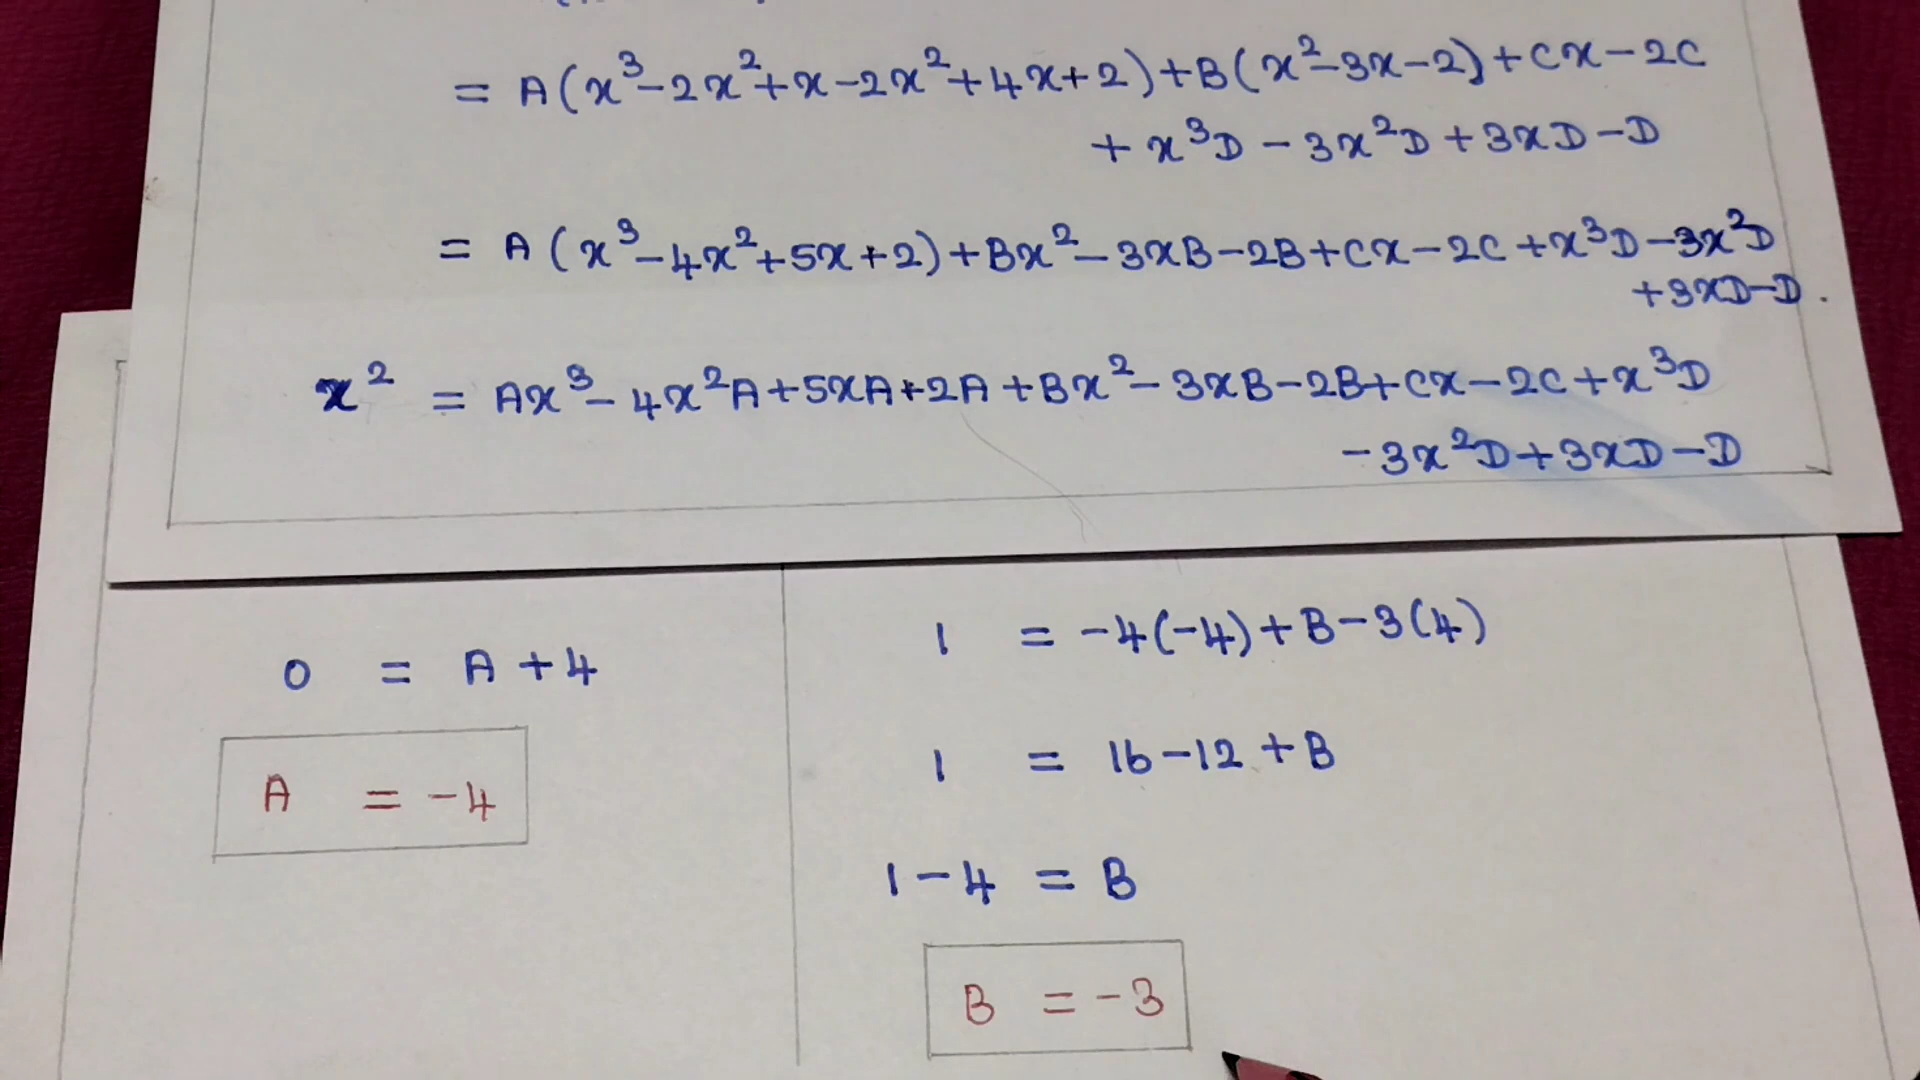 = A(x³-2x²+x-2x²+4x+2)+B(x²-3x-2)+Cx-2C
+x³D-3x²D+3xD-D
= A(x³-4x²+5x+2)+Bx²-3xB-2B+Cx-2C+x³D-3x²D
+3xD-D.
x² = Ax³-4x²A+5xA+2A+Bx²-3xB-2B+Cx-2C+x³D
-3x²D+3xD-D
0 = A+4
A = -4
1 = -4(-4)+B-3(4)
1 = 16-12+B
1-4 = B
B = -3